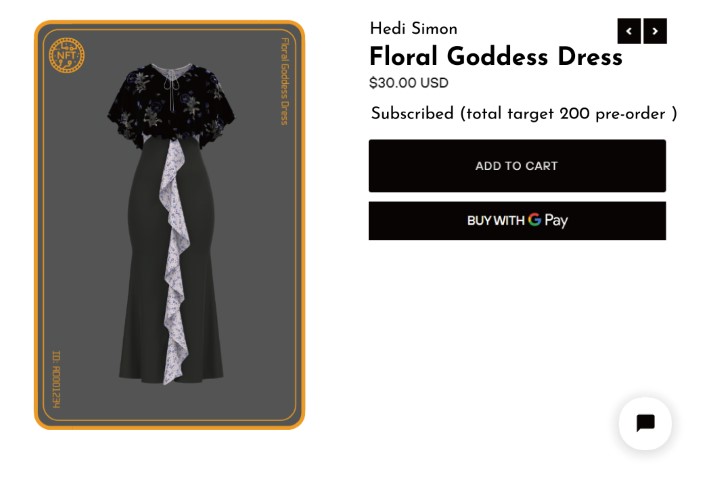 NFT
Floral Goddess Dress
ID: AD001234
Hedi Simon
Floral Goddess Dress
$30.00 USD
Subscribed (total target 200 pre-order )
ADD TO CART
BUY WITH G Pay